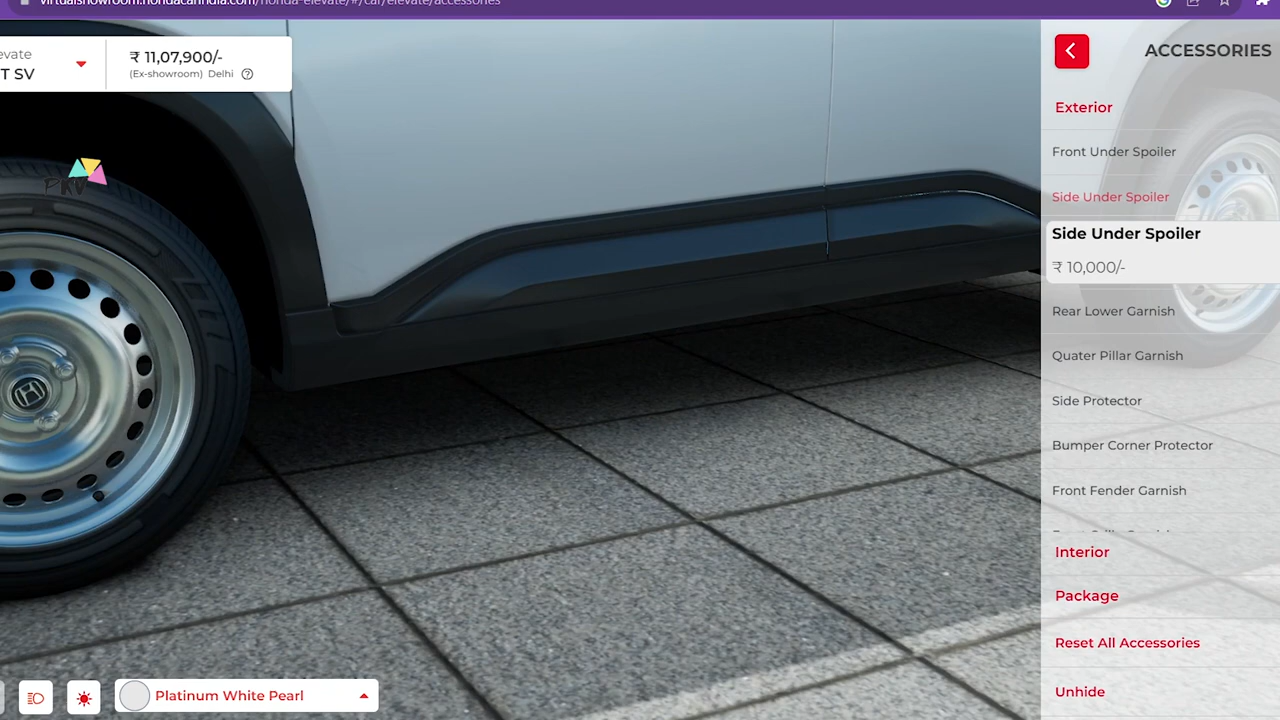 virtualshowroom.hondacarindia.com/honda-elevate/#/car/elevate/accessories
evate
T SV
₹ 11,07,900/-
(Ex-showroom) Delhi
PKV
ACCESSORIES
Exterior
Front Under Spoiler
Side Under Spoiler
Side Under Spoiler
₹ 10,000/-
Rear Lower Garnish
Quater Pillar Garnish
Side Protector
Bumper Corner Protector
Front Fender Garnish
Interior
Package
Reset All Accessories
Unhide
Platinum White Pearl